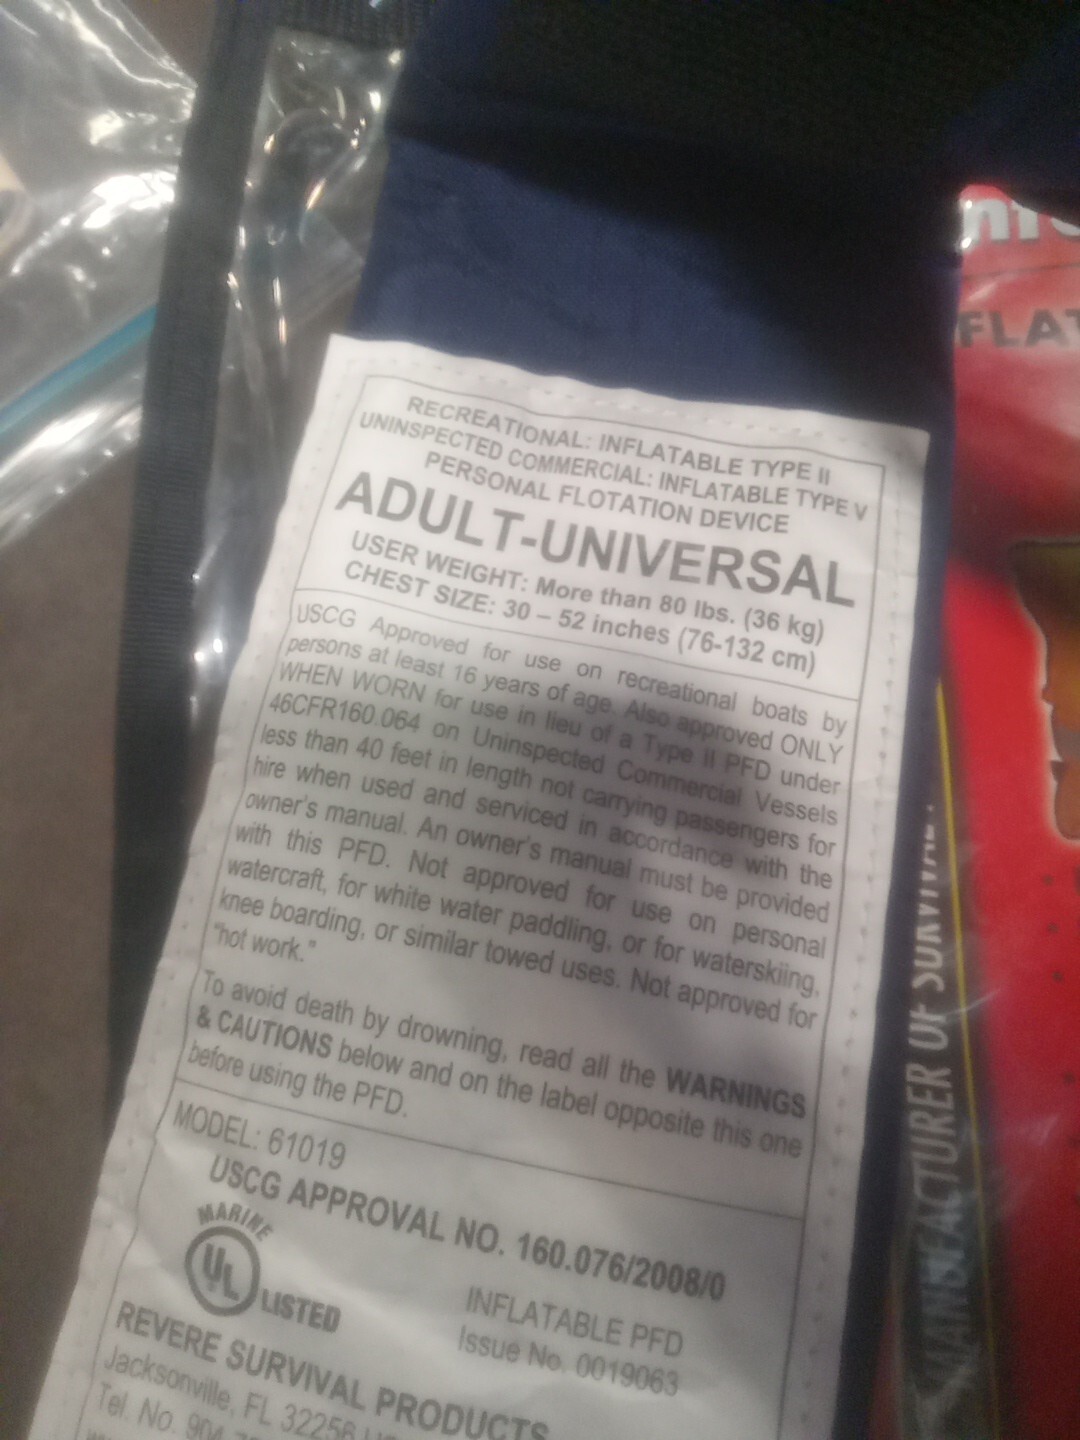 RECREATIONAL: INFLATABLE TYPE II
UNINSPECTED COMMERCIAL: INFLATABLE TYPE V
PERSONAL FLOTATION DEVICE
ADULT-UNIVERSAL
USER WEIGHT: More than 80 lbs. (36 kg)
CHEST SIZE: 30 – 52 inches (76-132 cm)
USCG Approved for use on recreational boats by
persons at least 16 years of age. Also approved ONLY
WHEN WORN for use in lieu of a Type II PFD under
46CFR160.064 on Uninspected Commercial Vessels
less than 40 feet in length not carrying passengers for
hire when used and serviced in accordance with the
owner's manual. An owner's manual must be provided
with this PFD. Not approved for use on personal
watercraft, for white water paddling, or for waterskiing,
knee boarding, or similar towed uses. Not approved for
"hot work."
To avoid death by drowning, read all the WARNINGS
& CAUTIONS below and on the label opposite this one
before using the PFD.
MODEL: 61019
USCG APPROVAL NO. 160.076/2008/0
MARINE
UL
LISTED
INFLATABLE PFD
Issue No. 0019063
REVERE SURVIVAL PRODUCTS
Jacksonville, FL 32256
Tel. No. 904
FLAT
MANUFACTURER OF SURVIVAL